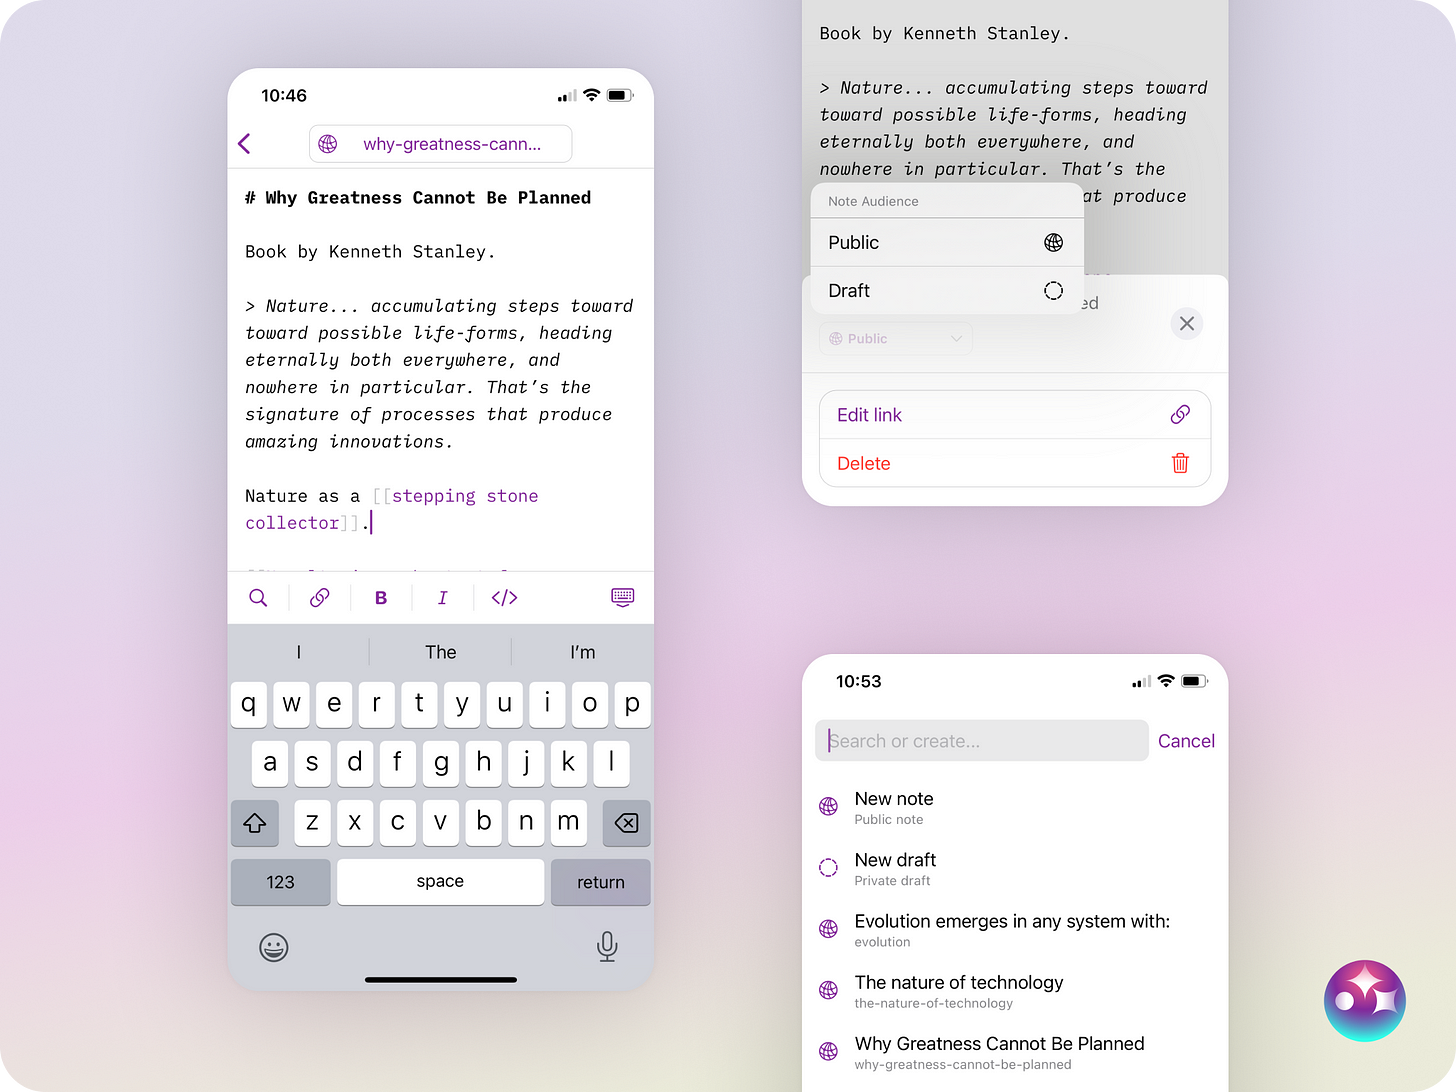 10:46
why-greatness-cann...
# Why Greatness Cannot Be Planned
Book by Kenneth Stanley.
> Nature... accumulating steps toward
toward possible life-forms, heading
eternally both everywhere, and
nowhere in particular. That's the
signature of processes that produce
amazing innovations.
Nature as a [[stepping stone
collector]].
B
I
</>
I
The
I'm
q w e r t y u i o p
a s d f g h j k l
z x c v b n m
123
space
return
Book by Kenneth Stanley.
> Nature... accumulating steps toward
toward possible life-forms, heading
eternally both everywhere, and
nowhere in particular. That's the
at produce
Note Audience
Public
Draft
ed
Public
Edit link
Delete
10:53
Search or create...
Cancel
New note
Public note
New draft
Private draft
Evolution emerges in any system with:
evolution
The nature of technology
the-nature-of-technology
Why Greatness Cannot Be Planned
why-greatness-cannot-be-planned